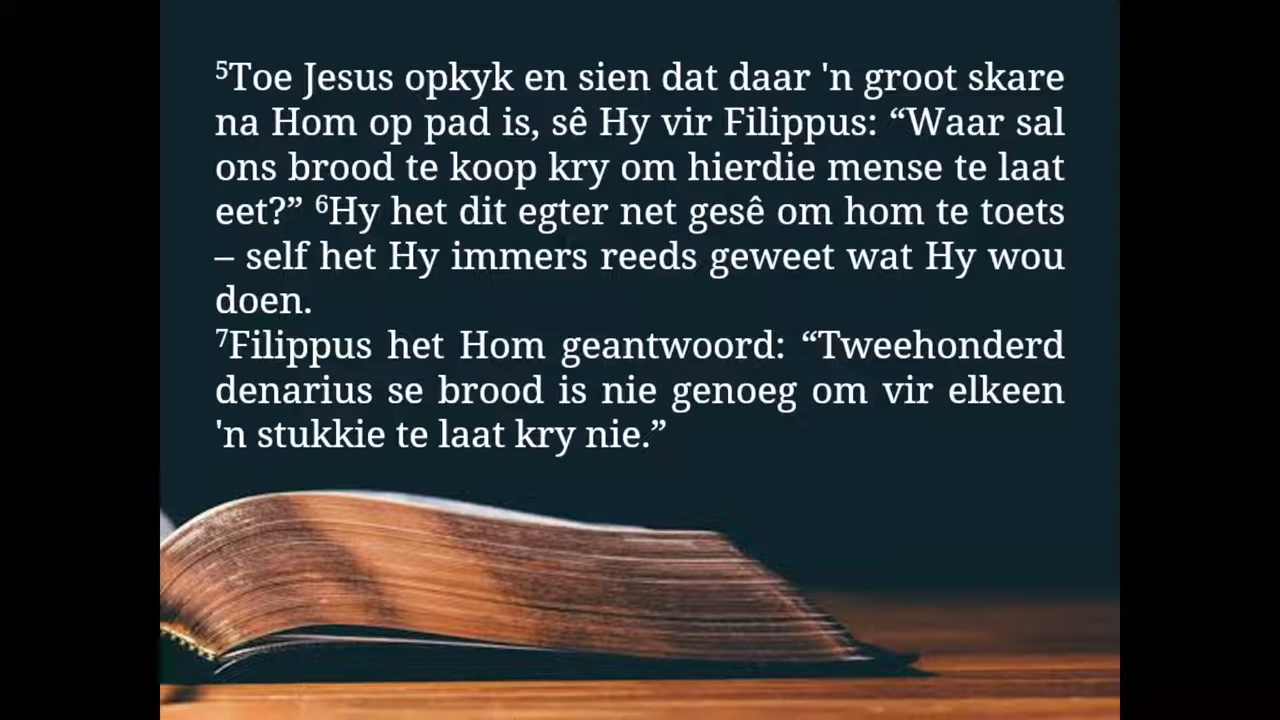 ⁵Toe Jesus opkyk en sien dat daar 'n groot skare
na Hom op pad is, sê Hy vir Filippus: “Waar sal
ons brood te koop kry om hierdie mense te laat
eet?” ⁶Hy het dit egter net gesê om hom te toets
– self het Hy immers reeds geweet wat Hy wou
doen.
⁷Filippus het Hom geantwoord: “Tweehonderd
denarius se brood is nie genoeg om vir elkeen
'n stukkie te laat kry nie.”